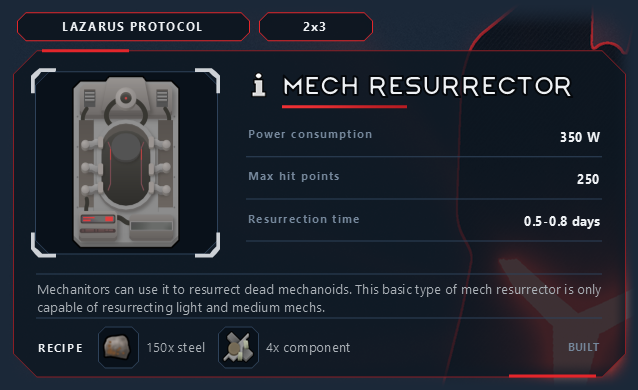 LAZARUS PROTOCOL
2x3
MECH RESURRECTOR
Power consumption 350 W
Max hit points 250
Resurrection time 0.5-0.8 days
Mechanitors can use it to resurrect dead mechanoids. This basic type of mech resurrector is only
capable of resurrecting light and medium mechs.
RECIPE 150x steel 4x component BUILT